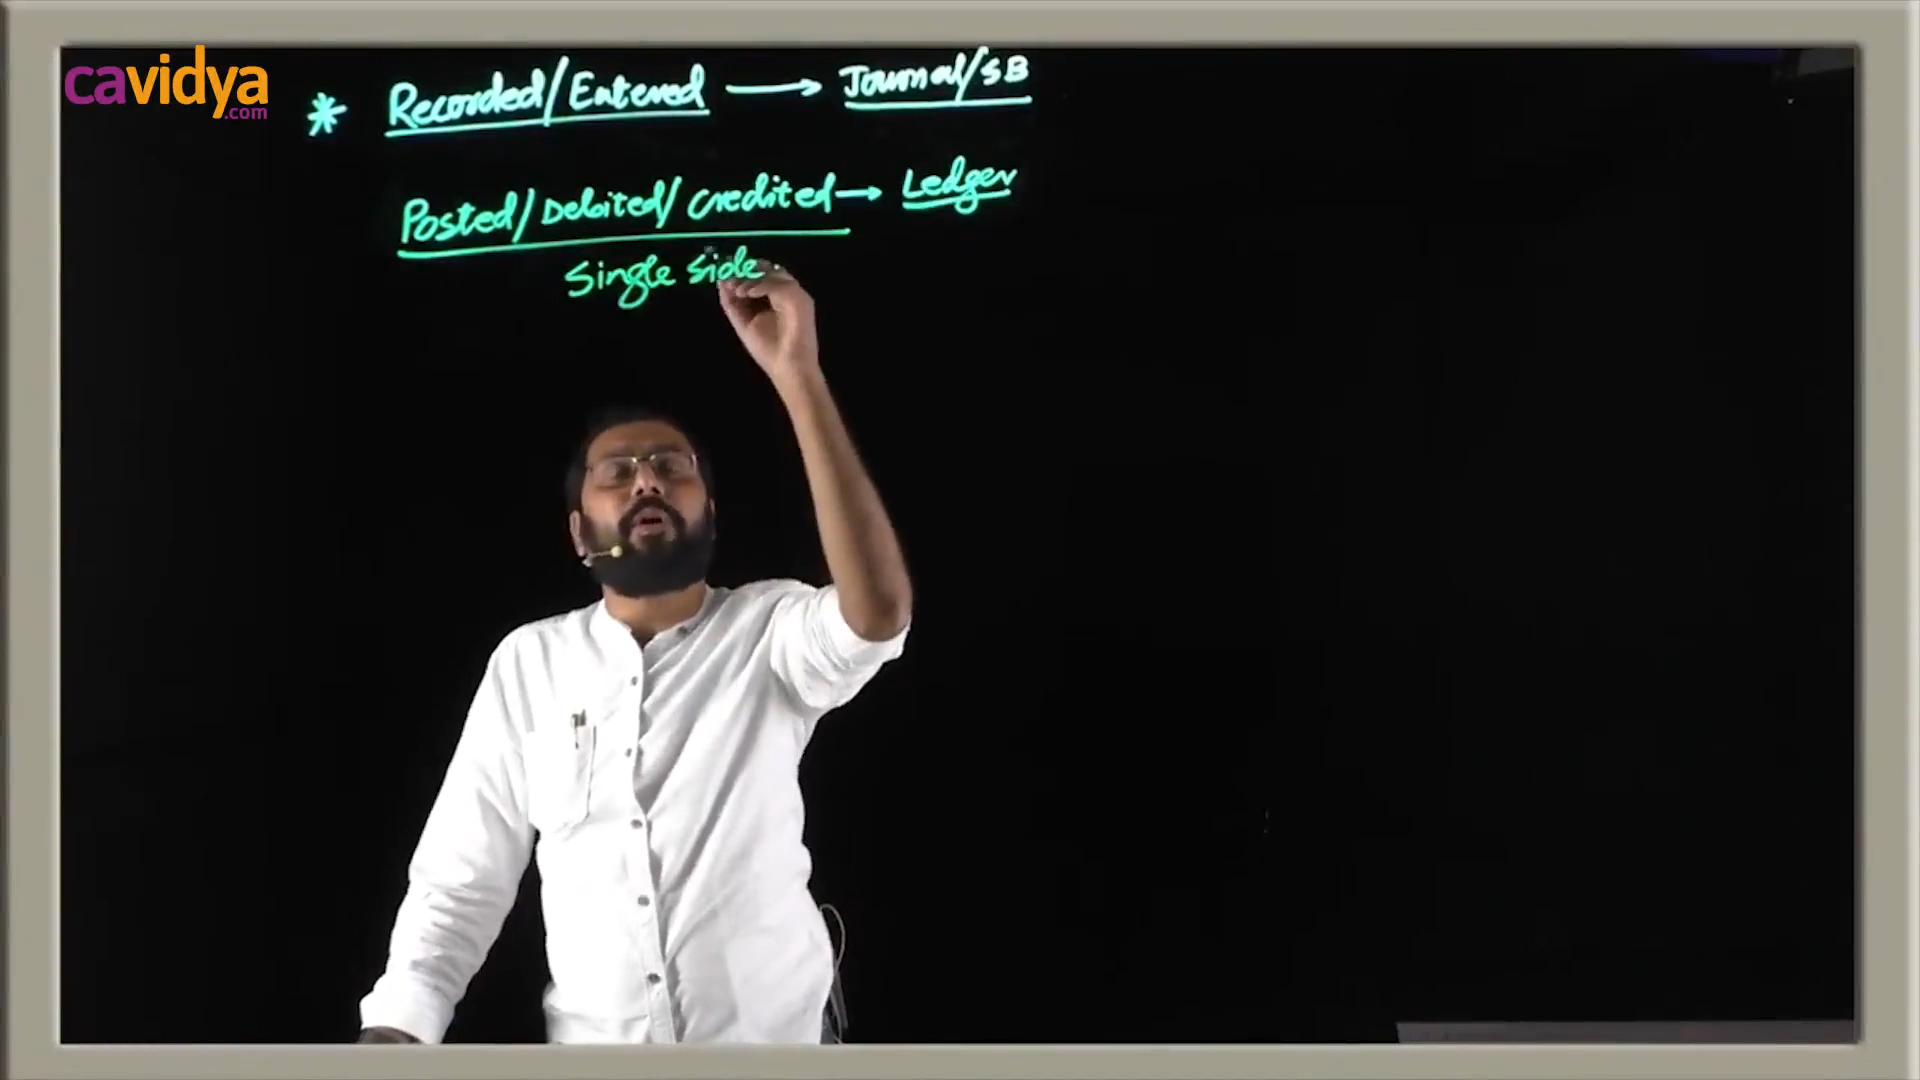 cavidya
.com
* Recorded/Entered → Journal/SB
Posted/Debited/Credited → Ledger
Single Side